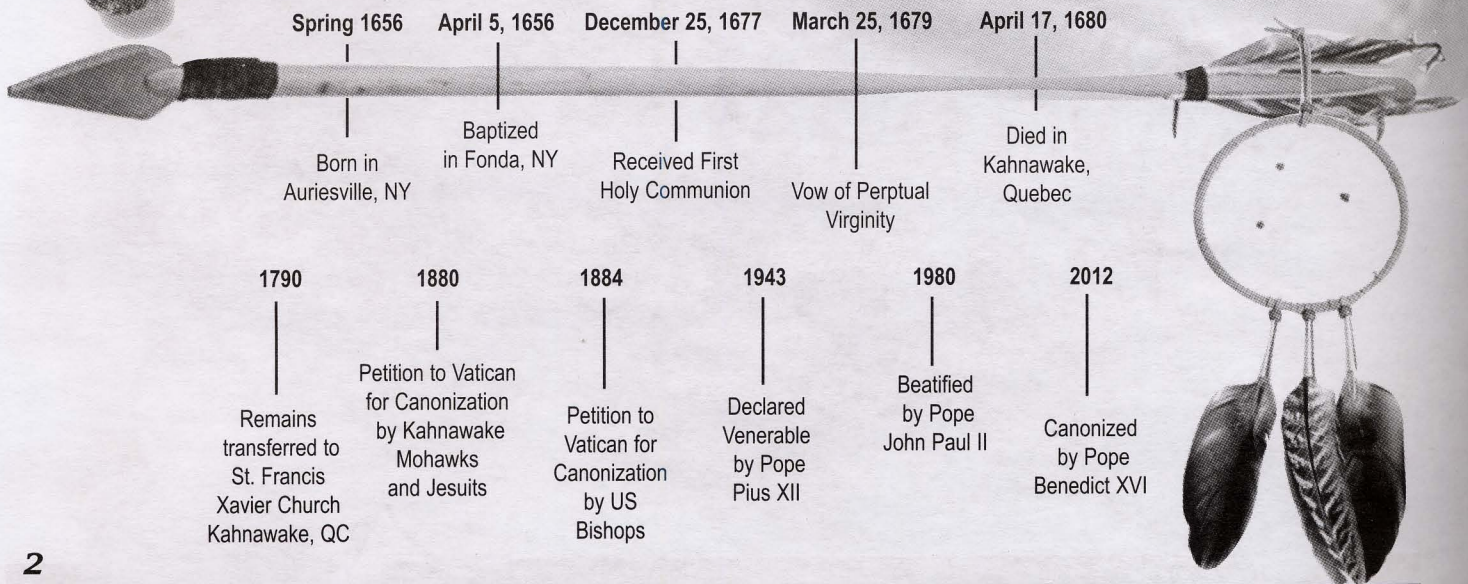 Spring 1656
Born in
Auriesville, NY
April 5, 1656
Baptized
in Fonda, NY
December 25, 1677
Received First
Holy Communion
March 25, 1679
Vow of Perptual
Virginity
April 17, 1680
Died in
Kahnawake,
Quebec
1790
Remains
transferred to
St. Francis
Xavier Church
Kahnawake, QC
1880
Petition to Vatican
for Canonization
by Kahnawake
Mohawks
and Jesuits
1884
Petition to
Vatican for
Canonization
by US
Bishops
1943
Declared
Venerable
by Pope
Pius XII
1980
Beatified
by Pope
John Paul II
2012
Canonized
by Pope
Benedict XVI
2